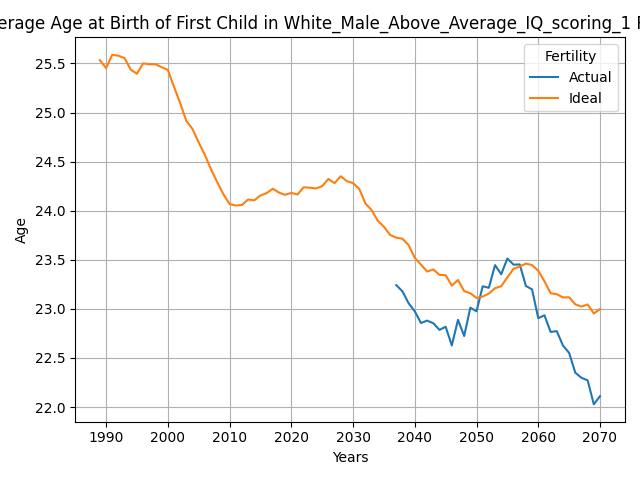 erage Age at Birth of First Child in White_Male_Above_Average_IQ_scoring_1
Fertility
Actual
Ideal
25.5
25.0
24.5
24.0
23.5
23.0
22.5
22.0
Age
1990 2000 2010 2020 2030 2040 2050 2060 2070
Years